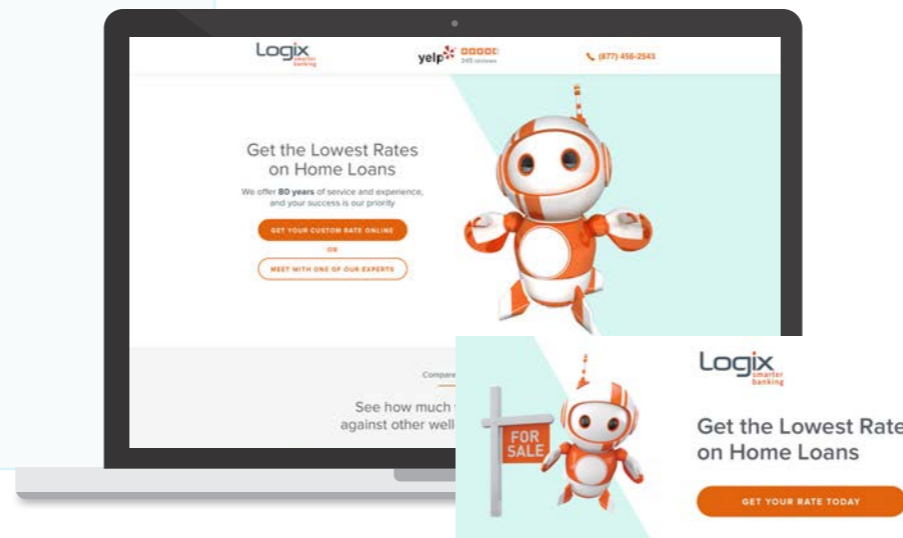 Logix
smarter
banking
yelp
245 reviews
(877) 456-2543
Get the Lowest Rates
on Home Loans
We offer 80 years of service and experience,
and your success is our priority
GET YOUR CUSTOM RATE ONLINE
OR
MEET WITH ONE OF OUR EXPERTS
Compare
See how much
against other well
FOR
SALE
Logix
smarter
banking
Get the Lowest Rate
on Home Loans
GET YOUR RATE TODAY